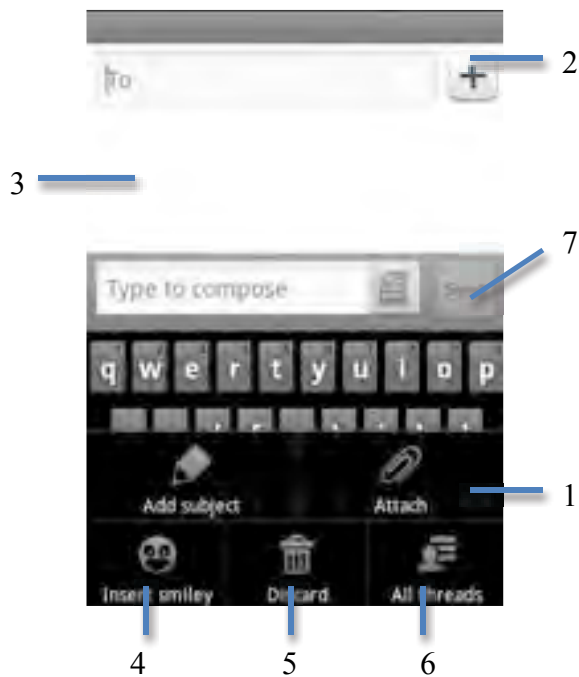 To
2
3
7
Type to compose
q w e r t y u i o p
Add subject Attach
1
Insert smiley Discard All threads
4 5 6